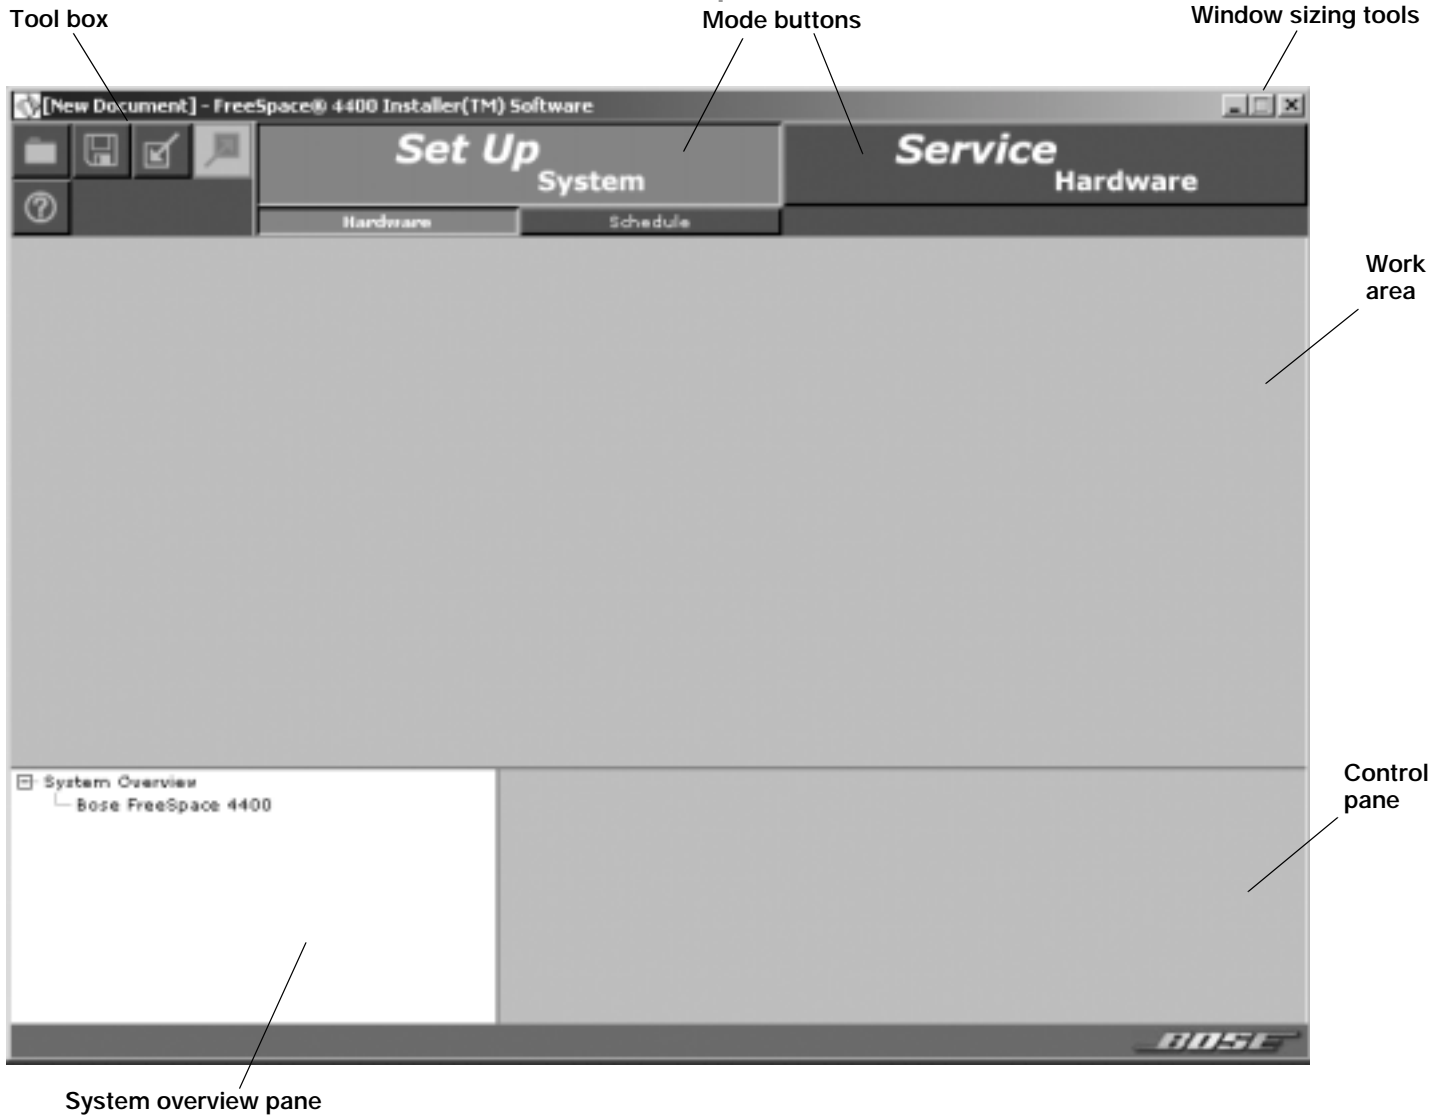 Tool box
Mode buttons
Window sizing tools
[New Document] - FreeSpace® 4400 Installer(TM) Software
Set Up
System
Service
Hardware
Hardware
Schedule
Work
area
System Overview
Bose FreeSpace 4400
Control
pane
BOSE
System overview pane